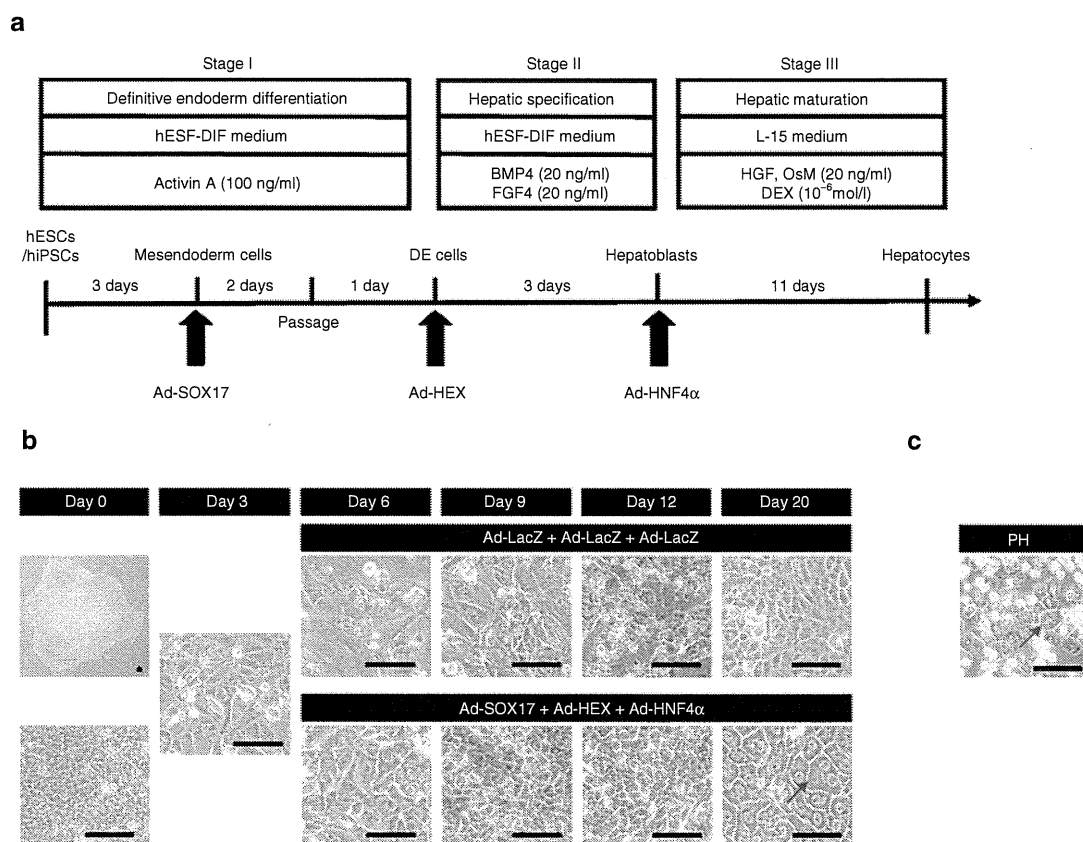 a
Stage I
Stage II
Stage III
Definitive endoderm differentiation
Hepatic specification
Hepatic maturation
hESF-DIF medium
hESF-DIF medium
L-15 medium
Activin A (100 ng/ml)
BMP4 (20 ng/ml)
FGF4 (20 ng/ml)
HGF, OsM (20 ng/ml)
DEX (10⁻⁶mol/l)
hESCs
/hiPSCs
Mesendoderm cells
DE cells
Hepatoblasts
Hepatocytes
3 days
2 days
1 day
3 days
11 days
Passage
Ad-SOX17
Ad-HEX
Ad-HNF4α
b
c
Day 0
Day 3
Day 6
Day 9
Day 12
Day 20
Ad-LacZ + Ad-LacZ + Ad-LacZ
PH
Ad-SOX17 + Ad-HEX + Ad-HNF4α